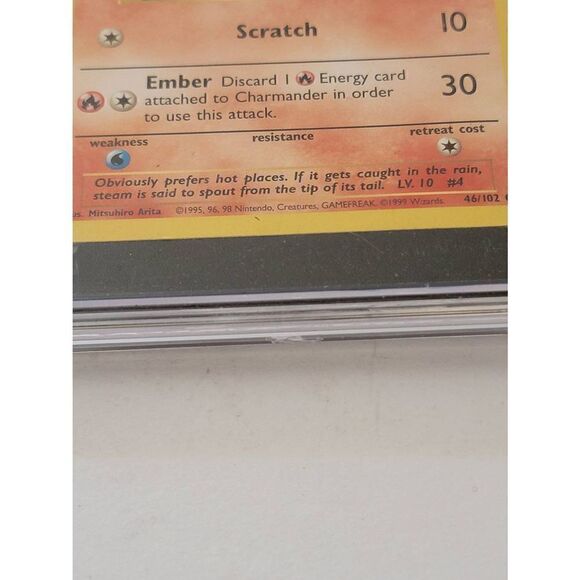 Scratch 10
Ember Discard 1 Energy card
attached to Charmander in order
to use this attack. 30
weakness resistance retreat cost
Obviously prefers hot places. If it gets caught in the rain,
steam is said to spout from the tip of its tail. LV. 10 #4
us. Mitsuhiro Arita ©1995, 96, 98 Nintendo, Creatures, GAMEFREAK. ©1999 Wizards. 46/102